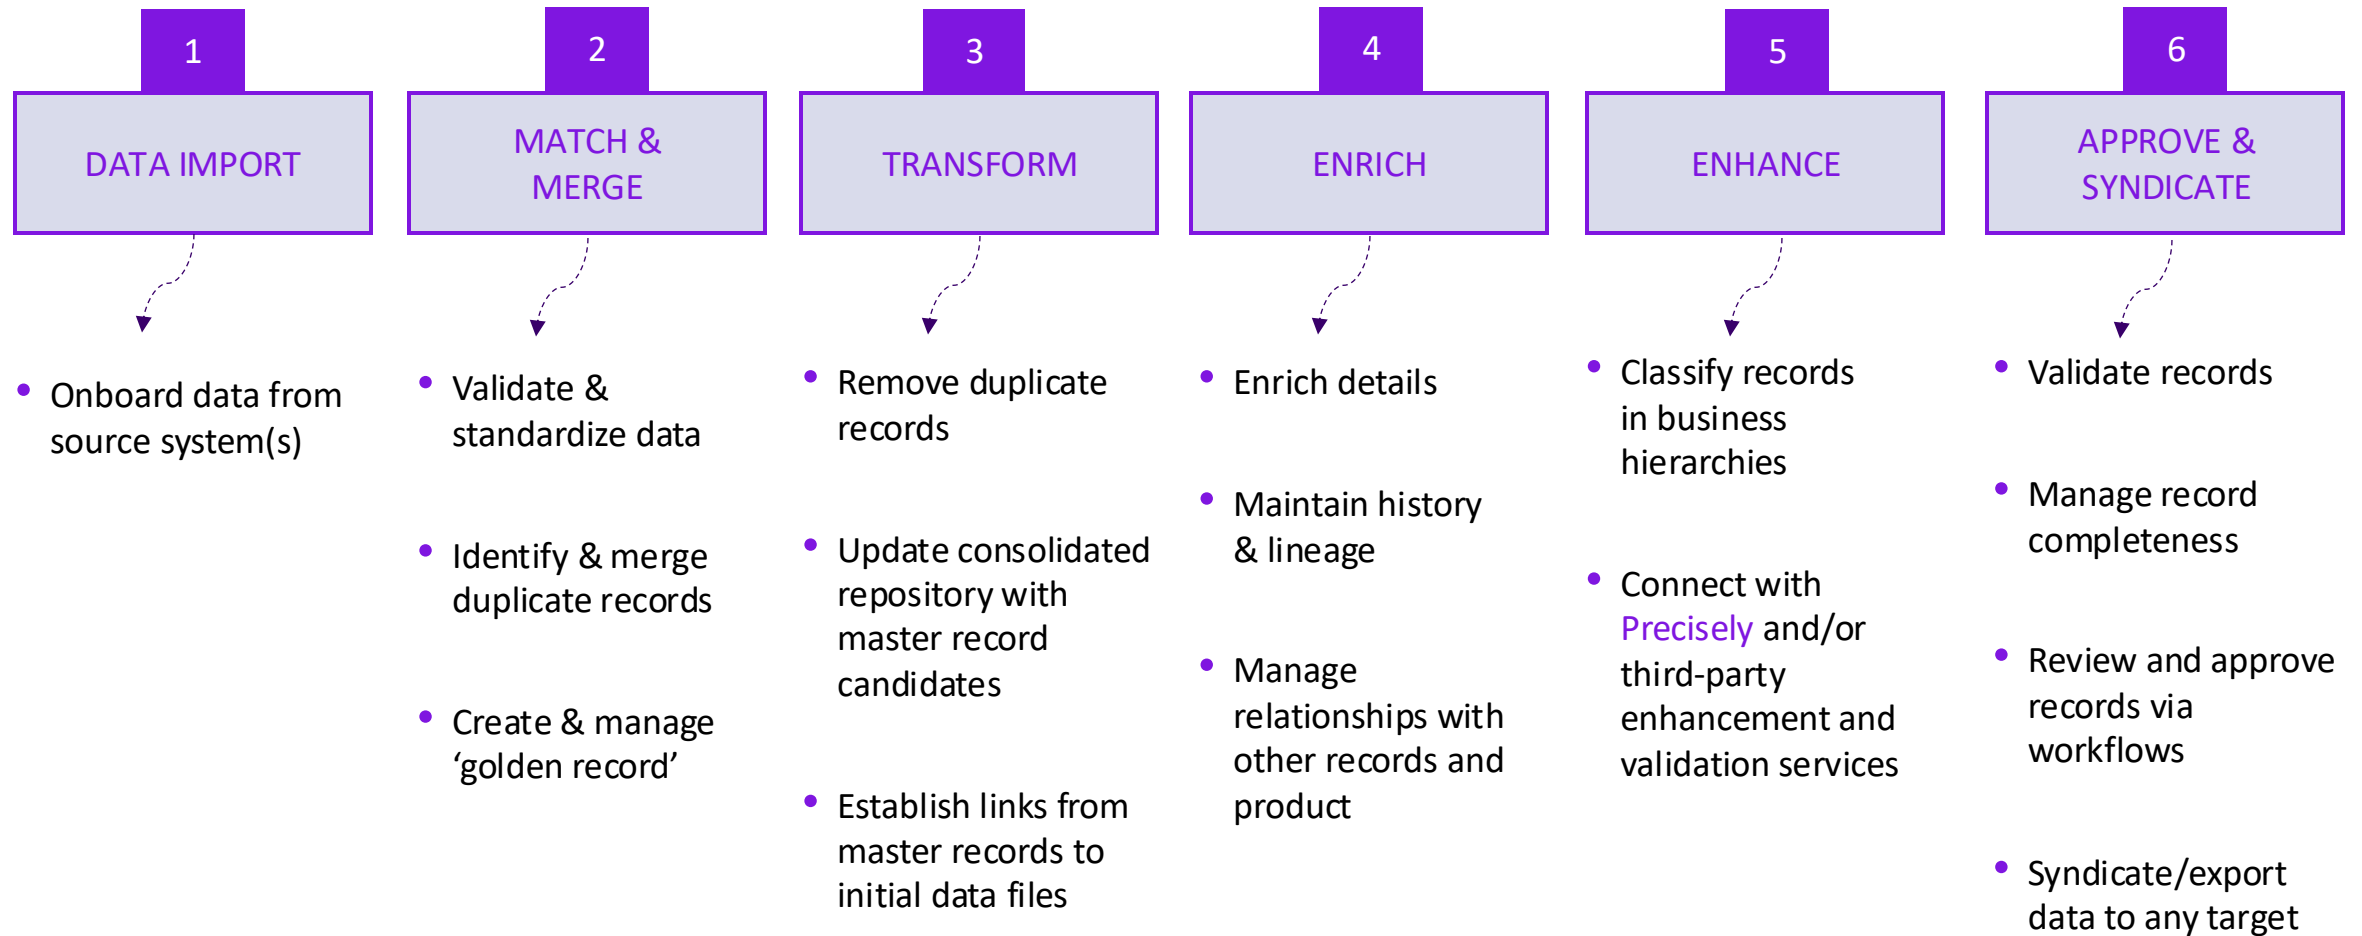 1
DATA IMPORT
• Onboard data from
source system(s)
2
MATCH &
MERGE
• Validate &
standardize data
• Identify & merge
duplicate records
• Create & manage
‘golden record’
3
TRANSFORM
• Remove duplicate
records
• Update consolidated
repository with
master record
candidates
• Establish links from
master records to
initial data files
4
ENRICH
• Enrich details
• Maintain history
& lineage
• Manage
relationships with
other records and
product
5
ENHANCE
• Classify records
in business
hierarchies
• Connect with
Precisely and/or
third-party
enhancement and
validation services
6
APPROVE &
SYNDICATE
• Validate records
• Manage record
completeness
• Review and approve
records via
workflows
• Syndicate/export
data to any target